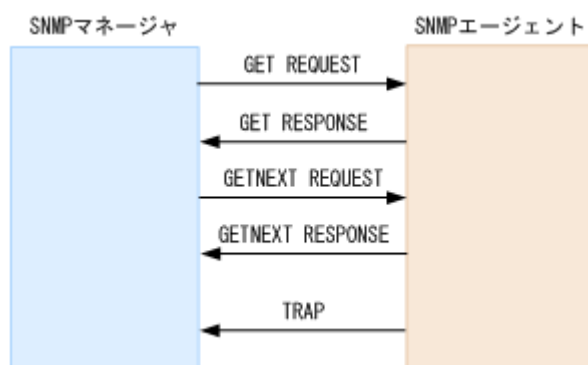 SNMPマネージャ
SNMPエージェント
GET REQUEST
GET RESPONSE
GETNEXT REQUEST
GETNEXT RESPONSE
TRAP